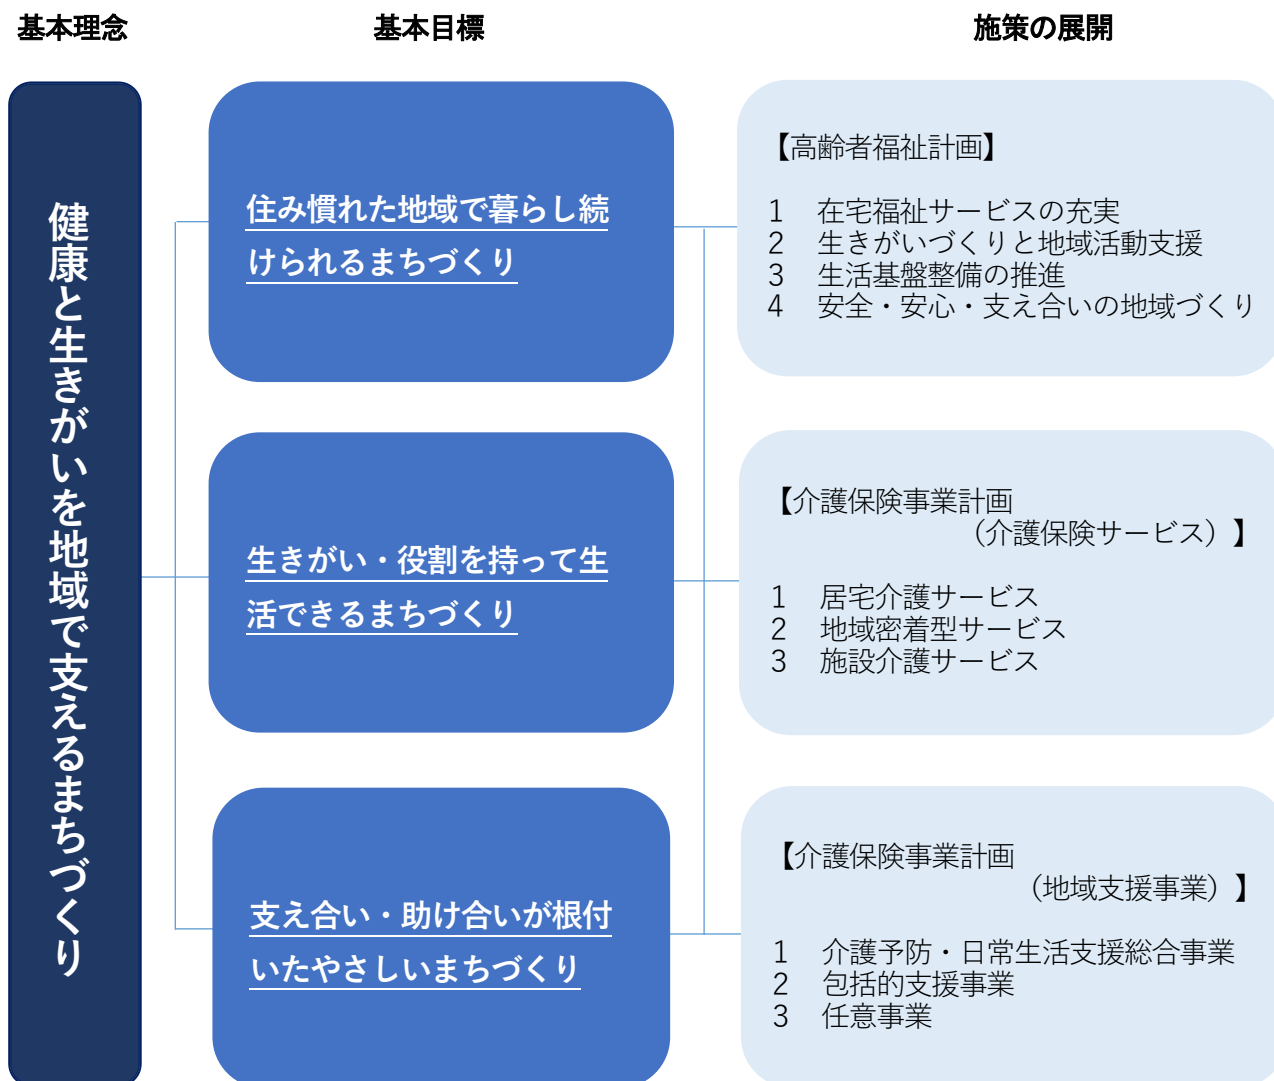 基本理念
基本目標
施策の展開
健康と生きがいを地域で支えるまちづくり
住み慣れた地域で暮らし続
けられるまちづくり
生きがい・役割を持って生
活できるまちづくり
支え合い・助け合いが根付
いたやさしいまちづくり
【高齢者福祉計画】
1 在宅福祉サービスの充実
2 生きがいづくりと地域活動支援
3 生活基盤整備の推進
4 安全・安心・支え合いの地域づくり
【介護保険事業計画
（介護保険サービス）】
1 居宅介護サービス
2 地域密着型サービス
3 施設介護サービス
【介護保険事業計画
（地域支援事業）】
1 介護予防・日常生活支援総合事業
2 包括的支援事業
3 任意事業